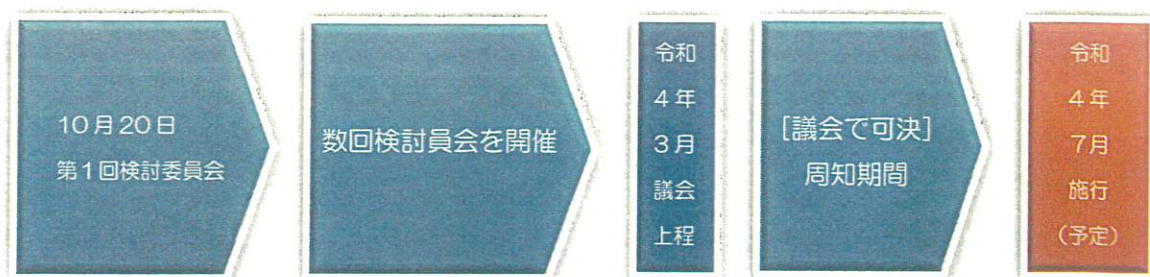 10月20日
第1回検討委員会
数回検討員会を開催
令和
4年
3月
議会
上程
[議会で可決]
周知期間
令和
4年
7月
施行
(予定)